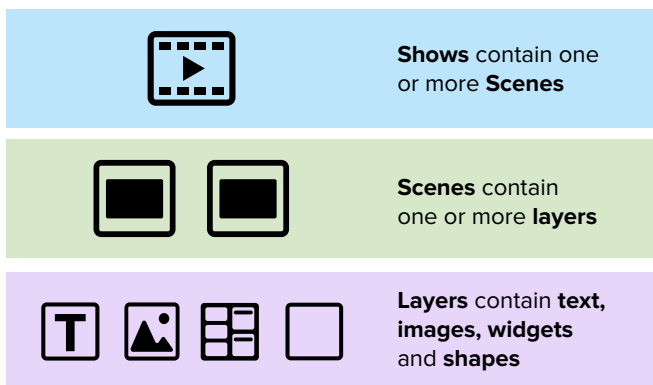 Shows contain one
or more Scenes
Scenes contain
one or more layers
T
Layers contain text,
images, widgets
and shapes